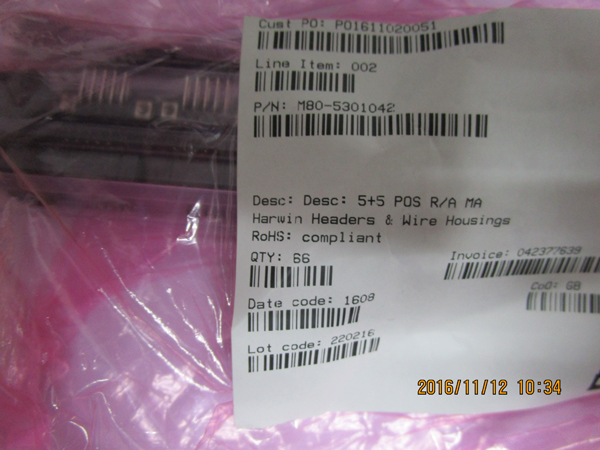 Cust PO: PO1611020051
Line Item: 002
P/N: M80-5301042
Desc: Desc: 5+5 POS R/A MA
Harwin Headers & Wire Housings
RoHS: compliant
QTY: 66
Invoice: 042377639
CoO: GB
Date code: 1608
Lot code: 220216
2016/11/12 10:34